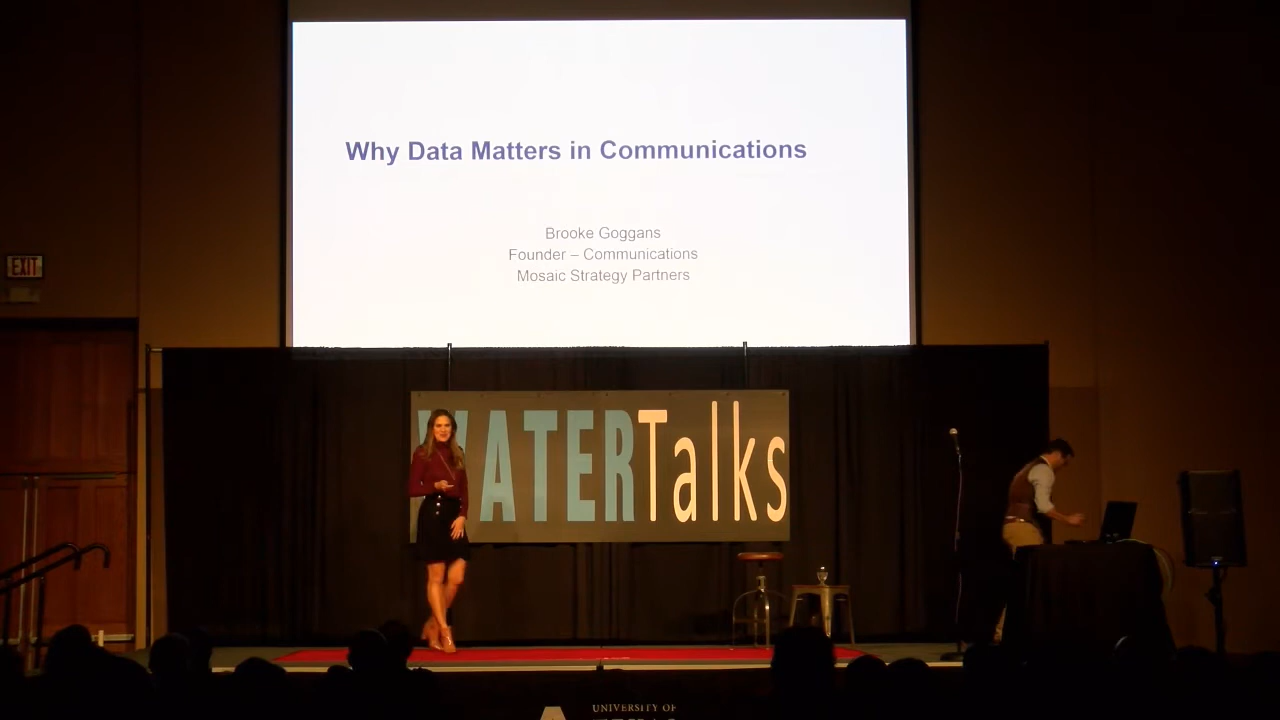 Why Data Matters in Communications
Brooke Goggans
Founder – Communications
Mosaic Strategy Partners
EXIT
WATERTalks
UNIVERSITY OF